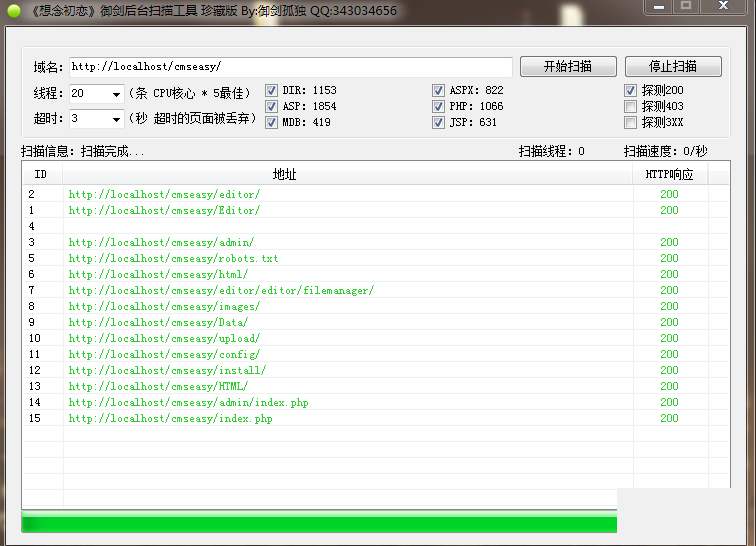 《想念初恋》御剑后台扫描工具 珍藏版 By:御剑孤独 QQ:343034656
域名: http://localhost/cmseasy/ 开始扫描 停止扫描
线程: 20 (条 CPU核心 * 5最佳) DIR: 1153 ASPX: 822 探测200
ASP: 1854 PHP: 1066 探测403
超时: 3 (秒 超时的页面被丢弃) MDB: 419 JSP: 631 探测3XX
扫描信息: 扫描完成... 扫描线程: 0 扫描速度: 0/秒
ID 地址 HTTP响应
2 http://localhost/cmseasy/editor/ 200
1 http://localhost/cmseasy/Editor/ 200
4
3 http://localhost/cmseasy/admin/ 200
5 http://localhost/cmseasy/robots.txt 200
6 http://localhost/cmseasy/html/ 200
7 http://localhost/cmseasy/editor/editor/filemanager/ 200
8 http://localhost/cmseasy/images/ 200
9 http://localhost/cmseasy/Data/ 200
10 http://localhost/cmseasy/upload/ 200
11 http://localhost/cmseasy/config/ 200
12 http://localhost/cmseasy/install/ 200
13 http://localhost/cmseasy/HTML/ 200
14 http://localhost/cmseasy/admin/index.php 200
15 http://localhost/cmseasy/index.php 200